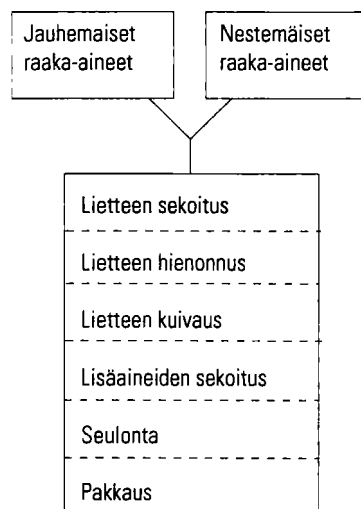 Jauhemaiset
raaka-aineet
Nestemäiset
raaka-aineet
Lietteen sekoitus
Lietteen hienonnus
Lietteen kuivaus
Lisäaineiden sekoitus
Seulonta
Pakkaus